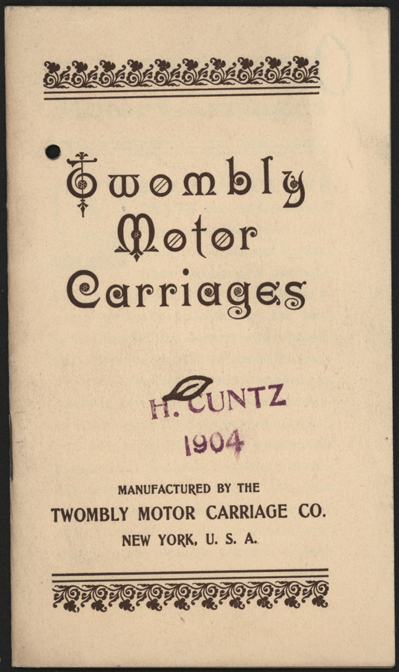 Twombly
Motor
Carriages
H. CUNTZ
1904
MANUFACTURED BY THE
TWOMBLY MOTOR CARRIAGE CO.
NEW YORK, U. S. A.